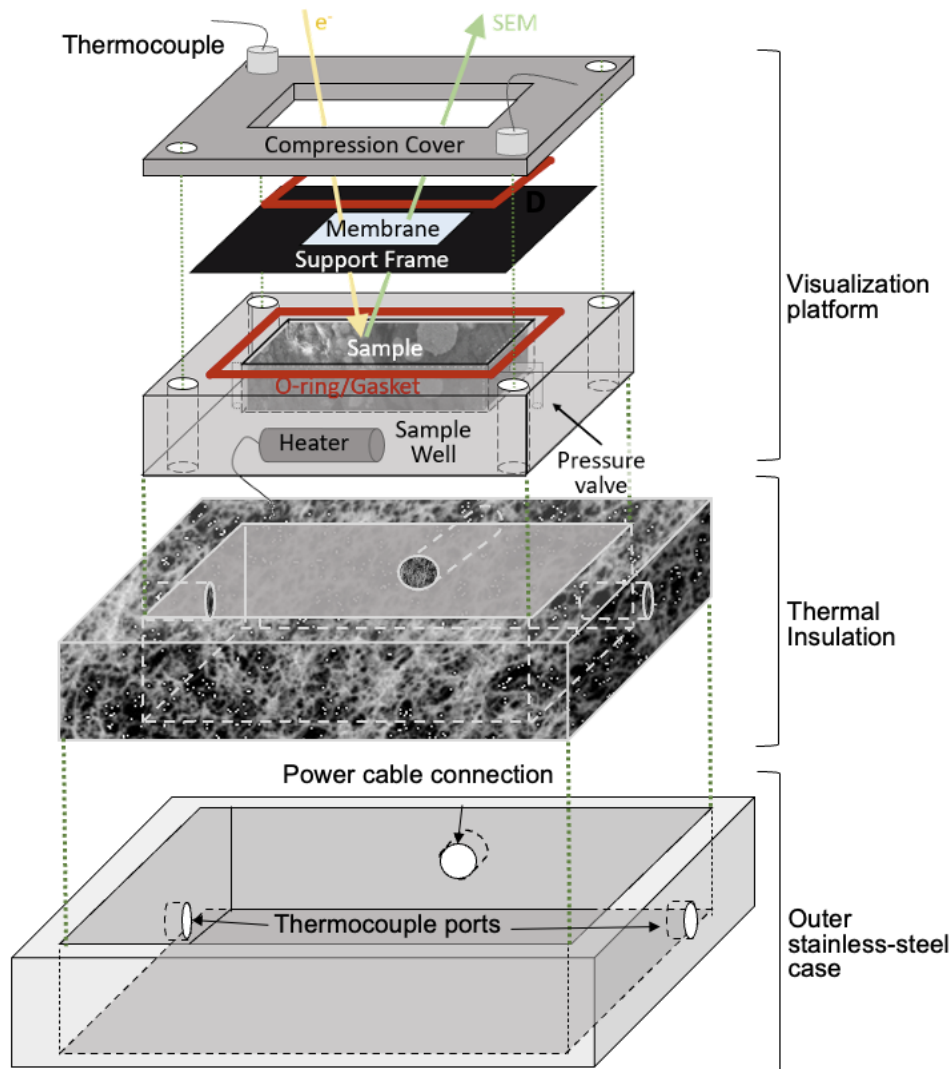 Thermocouple
e-
SEM
Compression Cover
D
Membrane
Support Frame
Visualization
platform
Sample
O-ring/Gasket
Heater
Sample
Well
Pressure
valve
Thermal
Insulation
Power cable connection
Thermocouple ports
Outer
stainless-steel
case